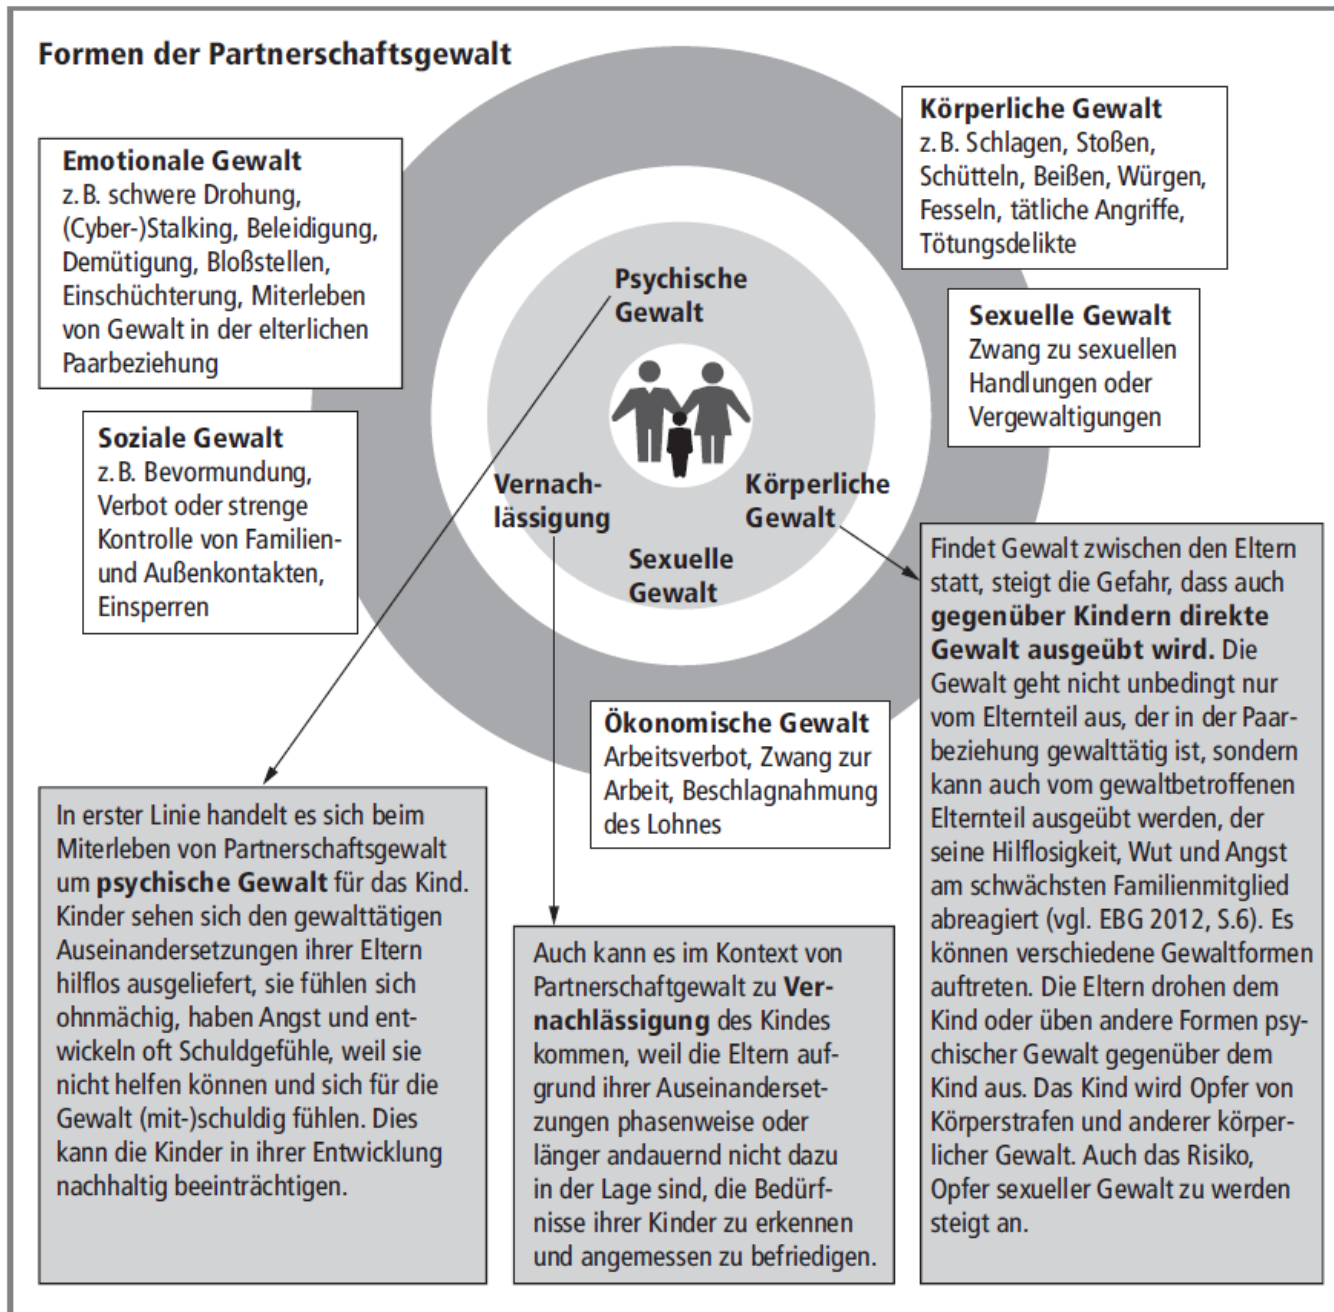 Formen der Partnerschaftsgewalt
Emotionale Gewalt
z. B. schwere Drohung,
(Cyber-)Stalking, Beleidigung,
Demütigung, Bloßstellen,
Einschüchterung, Miterleben
von Gewalt in der elterlichen
Paarbeziehung
Körperliche Gewalt
z. B. Schlagen, Stoßen,
Schütteln, Beißen, Würgen,
Fesseln, tätliche Angriffe,
Tötungsdelikte
Sexuelle Gewalt
Zwang zu sexuellen
Handlungen oder
Vergewaltigungen
Soziale Gewalt
z. B. Bevormundung,
Verbot oder strenge
Kontrolle von Familien-
und Außenkontakten,
Einsperren
Psychische
Gewalt
Vernach-
lässigung
Körperliche
Gewalt
Sexuelle
Gewalt
Ökonomische Gewalt
Arbeitsverbot, Zwang zur
Arbeit, Beschlagnahmung
des Lohnes
In erster Linie handelt es sich beim
Miterleben von Partnerschaftsgewalt
um psychische Gewalt für das Kind.
Kinder sehen sich den gewalttätigen
Auseinandersetzungen ihrer Eltern
hilflos ausgeliefert, sie fühlen sich
ohnmächig, haben Angst und ent-
wickeln oft Schuldgefühle, weil sie
nicht helfen können und sich für die
Gewalt (mit-)schuldig fühlen. Dies
kann die Kinder in ihrer Entwicklung
nachhaltig beeinträchtigen.
Auch kann es im Kontext von
Partnerschaftgewalt zu Ver-
nachlässigung des Kindes
kommen, weil die Eltern auf-
grund ihrer Auseinanderset-
zungen phasenweise oder
länger andauernd nicht dazu
in der Lage sind, die Bedürf-
nisse ihrer Kinder zu erkennen
und angemessen zu befriedigen.
Findet Gewalt zwischen den Eltern
statt, steigt die Gefahr, dass auch
gegenüber Kindern direkte
Gewalt ausgeübt wird. Die
Gewalt geht nicht unbedingt nur
vom Elternteil aus, der in der Paar-
beziehung gewalttätig ist, sondern
kann auch vom gewaltbetroffenen
Elternteil ausgeübt werden, der
seine Hilflosigkeit, Wut und Angst
am schwächsten Familienmitglied
abreagiert (vgl. EBG 2012, S.6). Es
können verschiedene Gewaltformen
auftreten. Die Eltern drohen dem
Kind oder üben andere Formen psy-
chischer Gewalt gegenüber dem
Kind aus. Das Kind wird Opfer von
Körperstrafen und anderer körper-
licher Gewalt. Auch das Risiko,
Opfer sexueller Gewalt zu werden
steigt an.